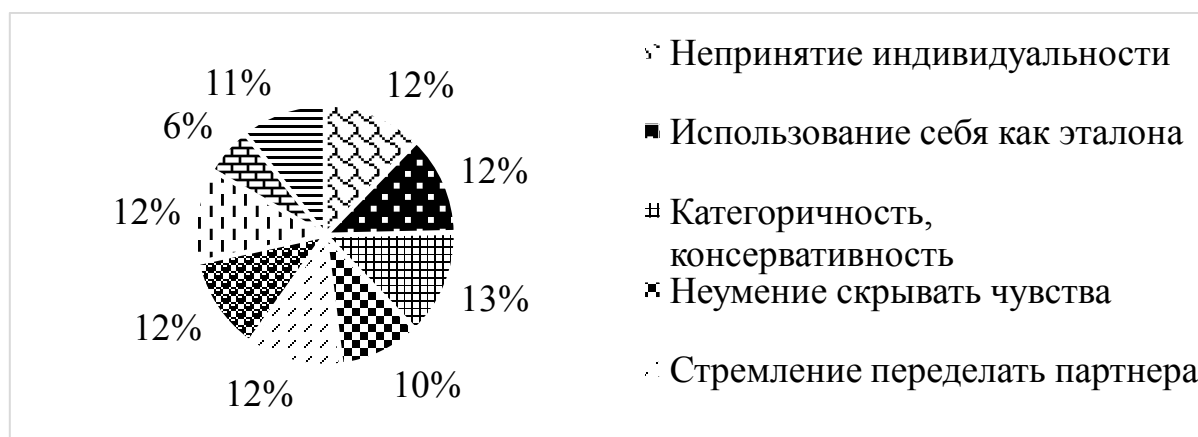 11%
12%
6%
12%
12%
13%
12%
12%
10%
Непринятие индивидуальности
Использование себя как эталона
Категоричность,
консервативность
Неумение скрывать чувства
Стремление переделать партнера